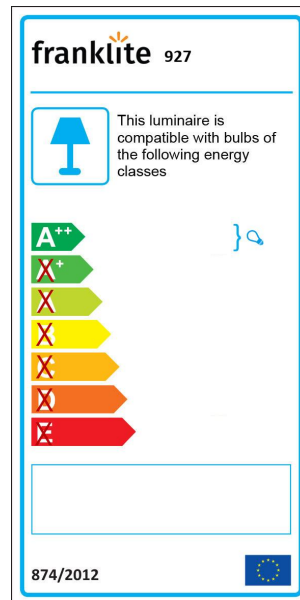 franklite 927
This luminaire is
compatible with bulbs of
the following energy
classes
A++
X+
X
X
X
X
X
874/2012